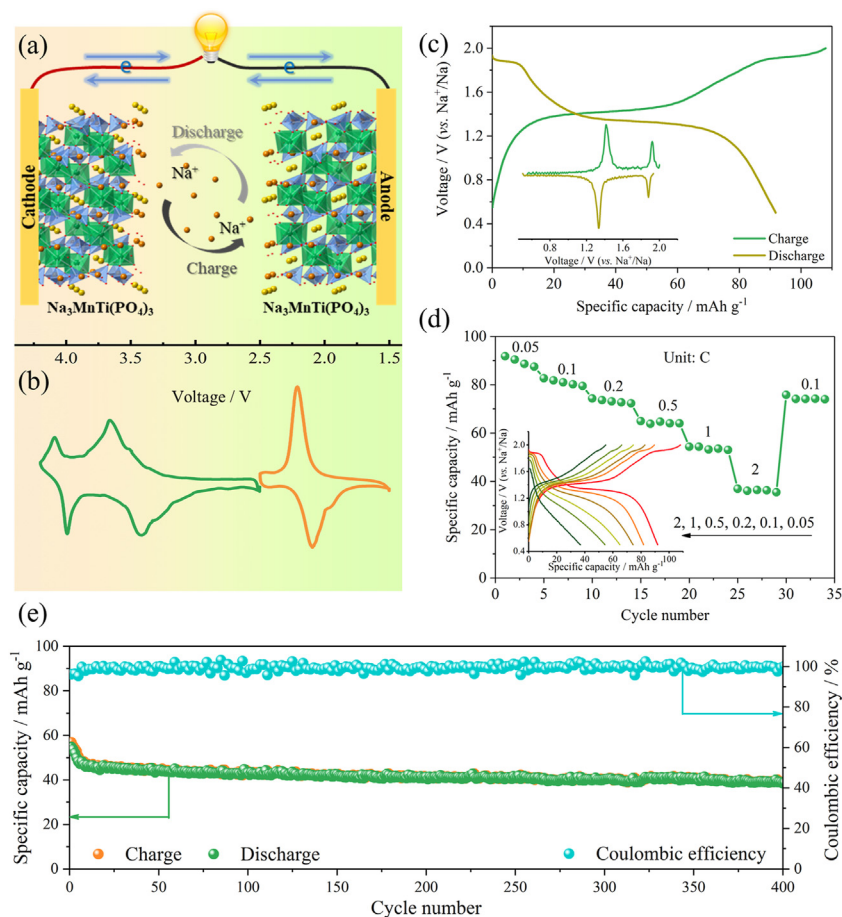 (a)
e
e
Cathode
Discharge
Na⁺
Na⁺
Charge
Anode
Na₃MnTi(PO₄)₃
Na₃MnTi(PO₄)₃
4.0 3.5 3.0 2.5 2.0 1.5
(b)
Voltage / V
(c)
Voltage / V (vs. Na⁺/Na)
2.4
2.0
1.6
1.2
0.8
0.4
0.0
0.8 1.2 1.6 2.0
Voltage / V (vs. Na⁺/Na)
Charge
Discharge
0 20 40 60 80 100
Specific capacity / mAh g⁻¹
(d)
Specific capacity / mAh g⁻¹
100
80
60
40
20
0
Unit: C
0.05
0.1
0.2
0.5
1
2
0.1
Voltage / V (vs. Na⁺/Na)
2.4
2.0
1.6
1.2
0.8
0.4
0 20 40 60 80 100
Specific capacity / mAh g⁻¹
2, 1, 0.5, 0.2, 0.1, 0.05
0 5 10 15 20 25 30 35
Cycle number
(e)
Specific capacity / mAh g⁻¹
100
90
80
60
40
20
0
Charge
Discharge
Coulombic efficiency
100
80
60
40
20
0
Coulombic efficiency / %
0 50 100 150 200 250 300 350 400
Cycle number